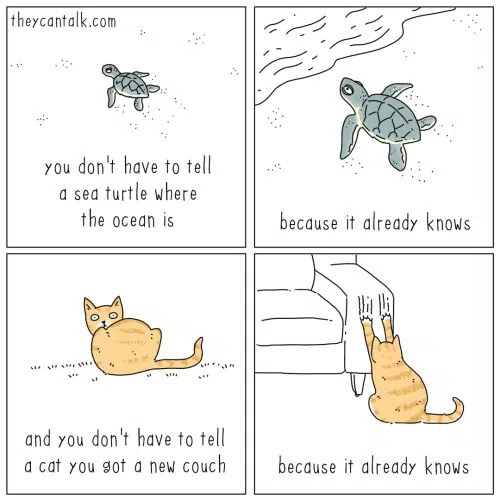 theycantalk.com
you don't have to tell
a sea turtle where
the ocean is
because it already knows
and you don't have to tell
a cat you got a new couch
because it already knows